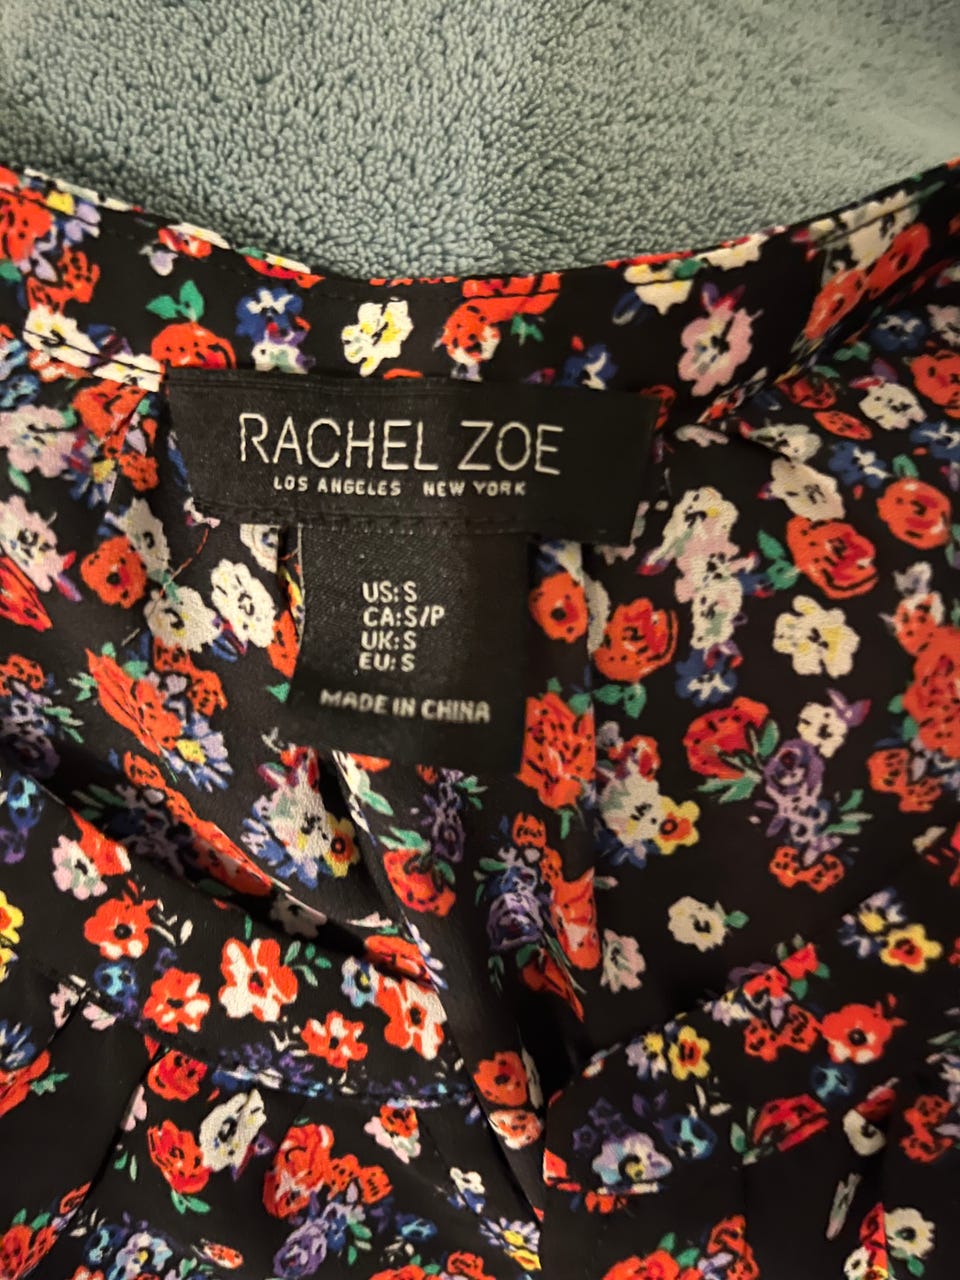 RACHEL ZOE
LOS ANGELES NEW YORK
US: S
CA: S/P
UK: S
EU: S
MADE IN CHINA